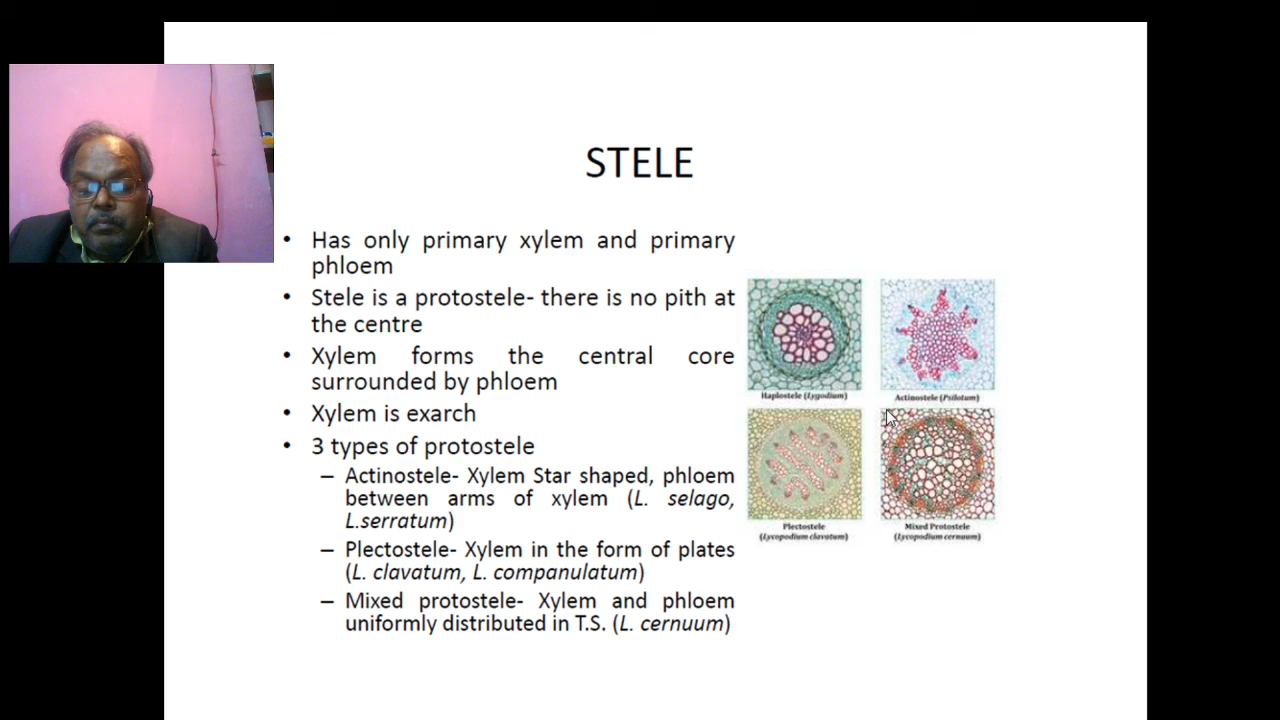 STELE
• Has only primary xylem and primary
phloem
• Stele is a protostele- there is no pith at
the centre
• Xylem forms the central core
surrounded by phloem
• Xylem is exarch
• 3 types of protostele
– Actinostele- Xylem Star shaped, phloem
between arms of xylem (L. selago,
L.serratum)
– Plectostele- Xylem in the form of plates
(L. clavatum, L. companulatum)
– Mixed protostele- Xylem and phloem
uniformly distributed in T.S. (L. cernuum)
Haplostele (Lygodium)
Actinostele (Psilotum)
Plectostele
(Lycopodium clavatum)
Mixed Protostele
(Lycopodium cernuum)